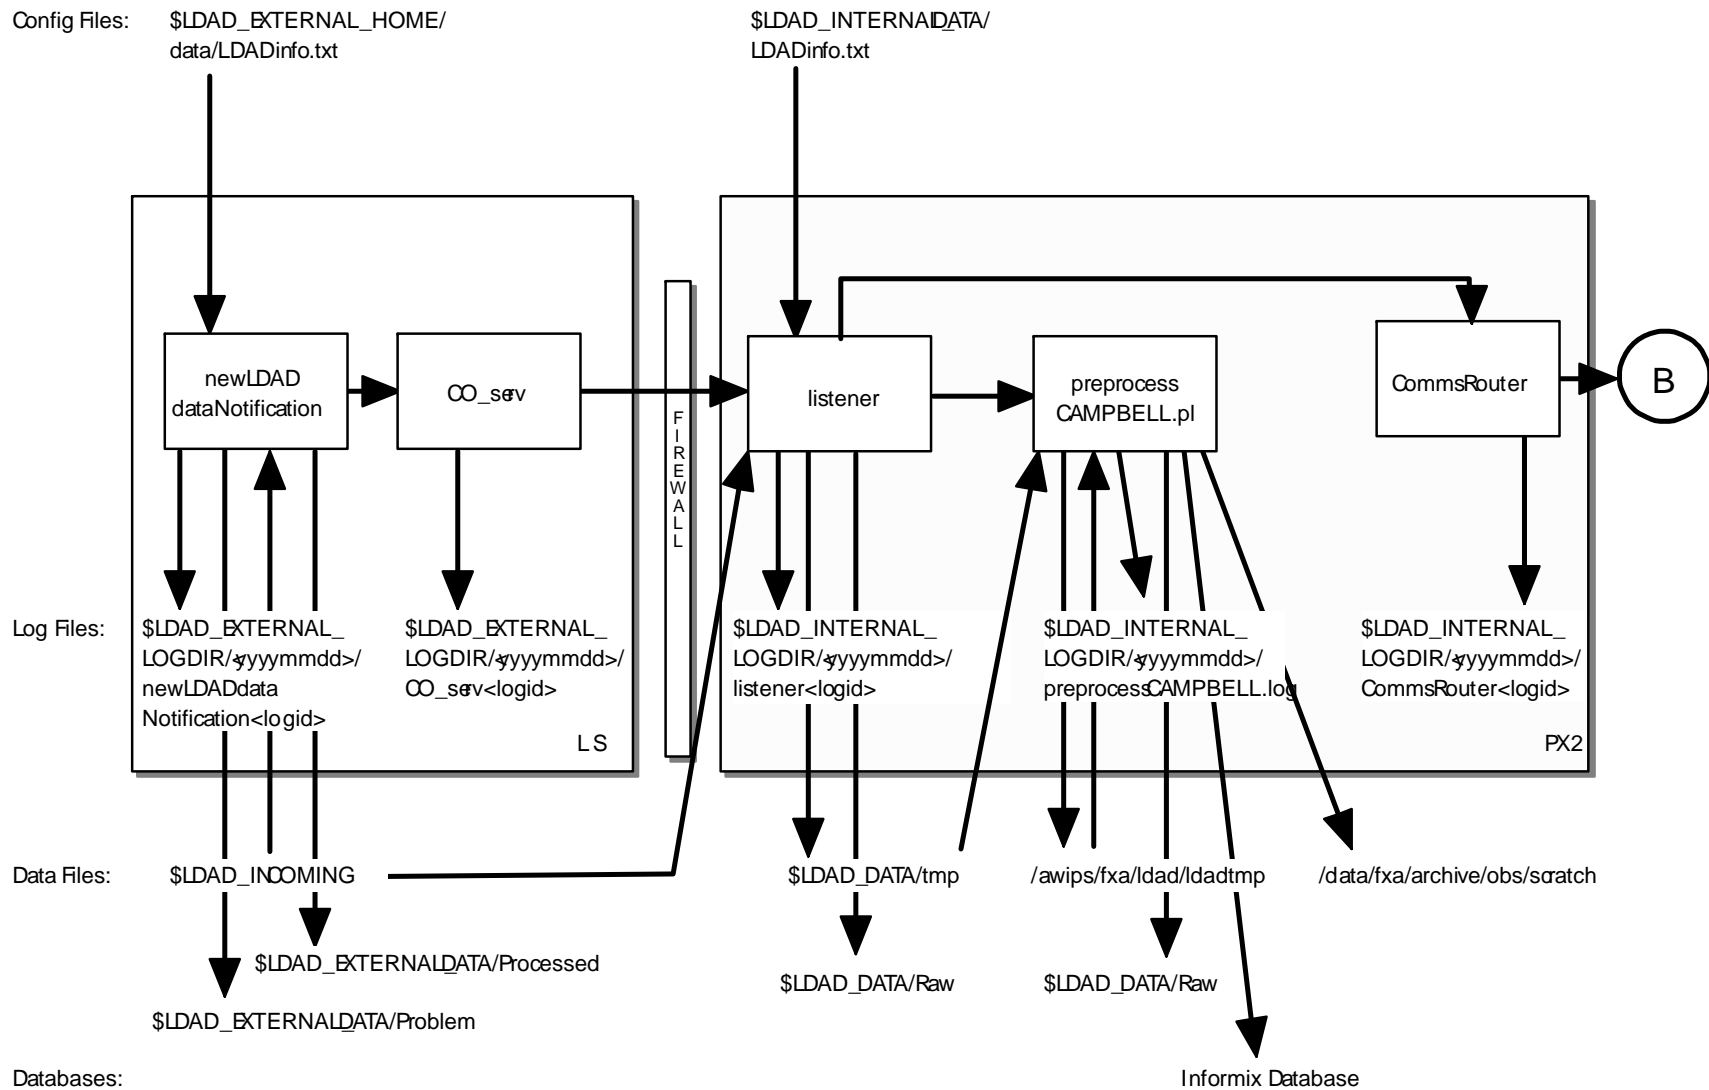 Config Files:
$LDAD_EXTERNAL_HOME/
data/LDADinfo.txt
$LDAD_INTERNALDATA/
LDADinfo.txt
newLDAD
dataNotification
CO_serv
FIREWALL
listener
preprocess
CAMPBELL.pl
CommsRouter
B
Log Files:
$LDAD_EXTERNAL_
LOGDIR/<yyyymmdd>/
newLDADdata
Notification<logid>
$LDAD_EXTERNAL_
LOGDIR/<yyyymmdd>/
CO_serv<logid>
LS
$LDAD_INTERNAL_
LOGDIR/<yyyymmdd>/
listener<logid>
$LDAD_INTERNAL_
LOGDIR/<yyyymmdd>/
preprocessCAMPBELL.log
$LDAD_INTERNAL_
LOGDIR/<yyyymmdd>/
CommsRouter<logid>
PX2
Data Files:
$LDAD_INCOMING
$LDAD_DATA/tmp
/awips/fxa/ldad/ldadtmp
/data/fxa/archive/obs/scratch
$LDAD_EXTERNALDATA/Processed
$LDAD_DATA/Raw
$LDAD_DATA/Raw
$LDAD_EXTERNALDATA/Problem
Databases:
Informix Database